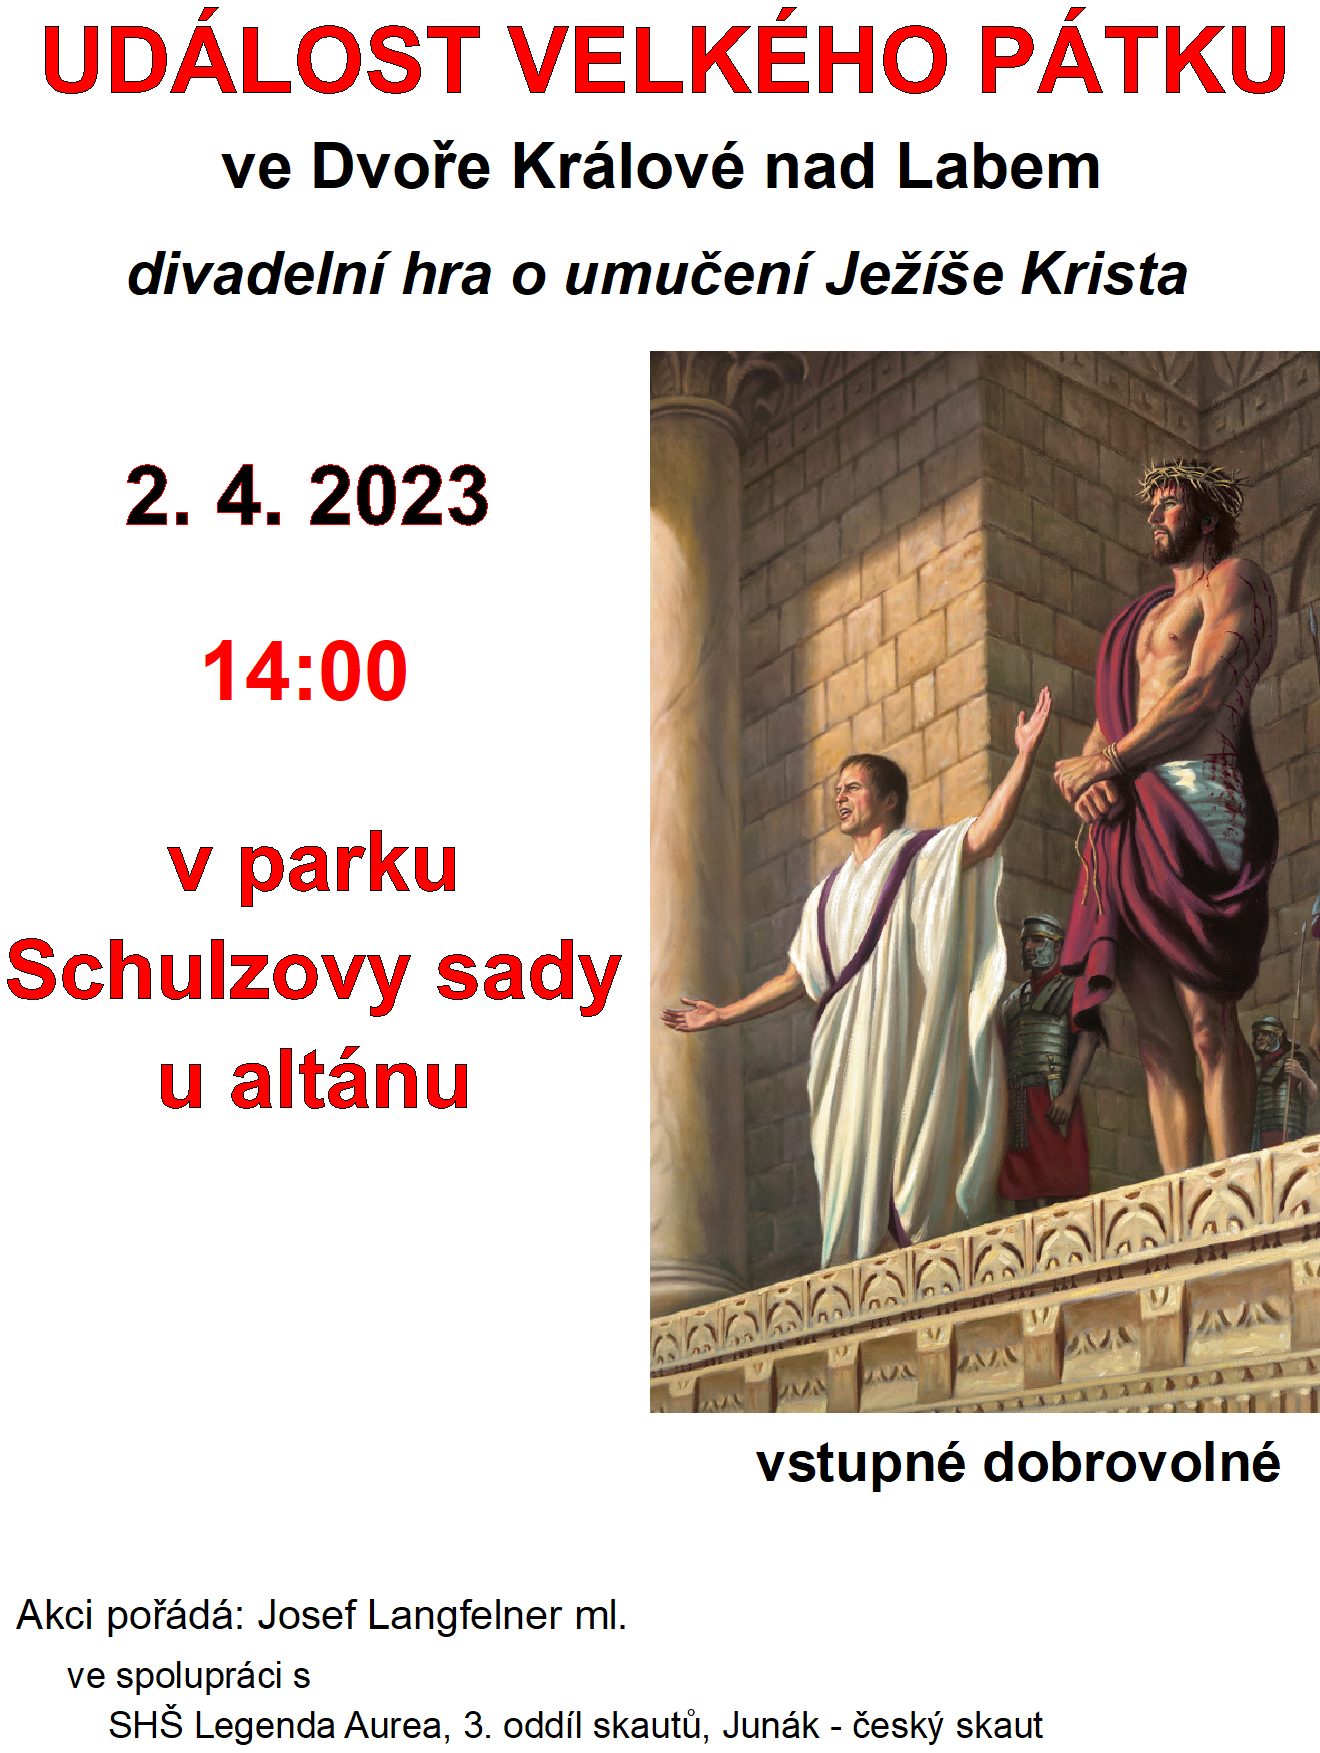 UDÁLOST VELKÉHO PÁTKU
ve Dvoře Králové nad Labem
divadelní hra o umučení Ježíše Krista
2. 4. 2023
14:00
v parku
Schulzovy sady
u altánu
vstupné dobrovolné
Akci pořádá: Josef Langfelner ml.
ve spolupráci s
SHŠ Legenda Aurea, 3. oddíl skautů, Junák - český skaut